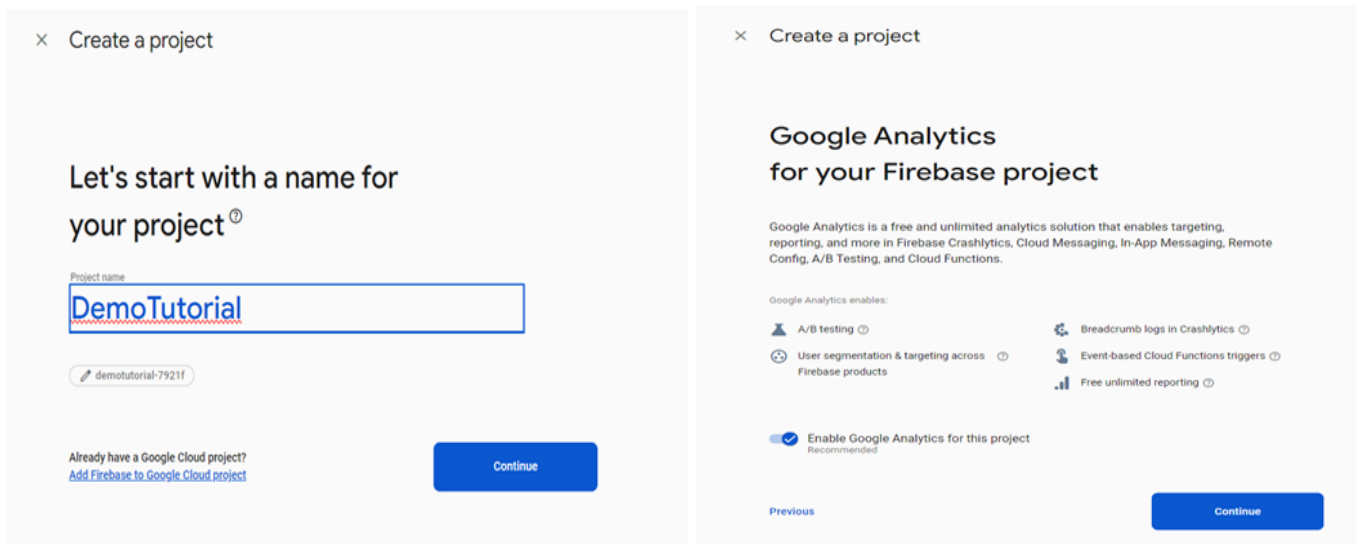 Create a project
Let's start with a name for
your project
Project name
DemoTutorial
demotutorial-7921f
Already have a Google Cloud project?
Add Firebase to Google Cloud project
Continue
Create a project
Google Analytics
for your Firebase project
Google Analytics is a free and unlimited analytics solution that enables targeting,
reporting, and more in Firebase Crashlytics, Cloud Messaging, In-App Messaging, Remote
Config, A/B Testing, and Cloud Functions.
Google Analytics enables:
A/B testing
User segmentation & targeting across
Firebase products
Breadcrumb logs in Crashlytics
Event-based Cloud Functions triggers
Free unlimited reporting
Enable Google Analytics for this project
Recommended
Previous
Continue